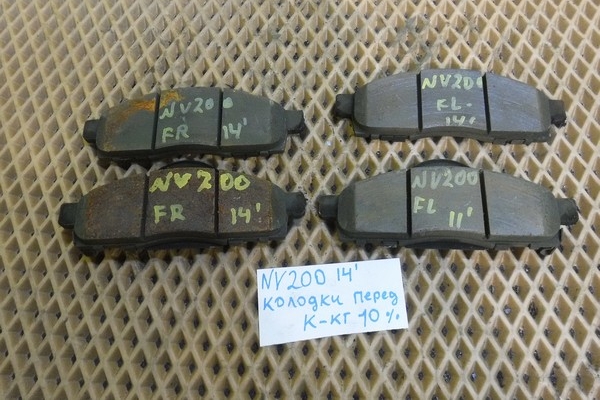 NV200
FR 14'
NV200
FL.
14'
NV200
FR 14'
NV200
FL 11'
NV200 14'
колодки перед
К-кт 10%